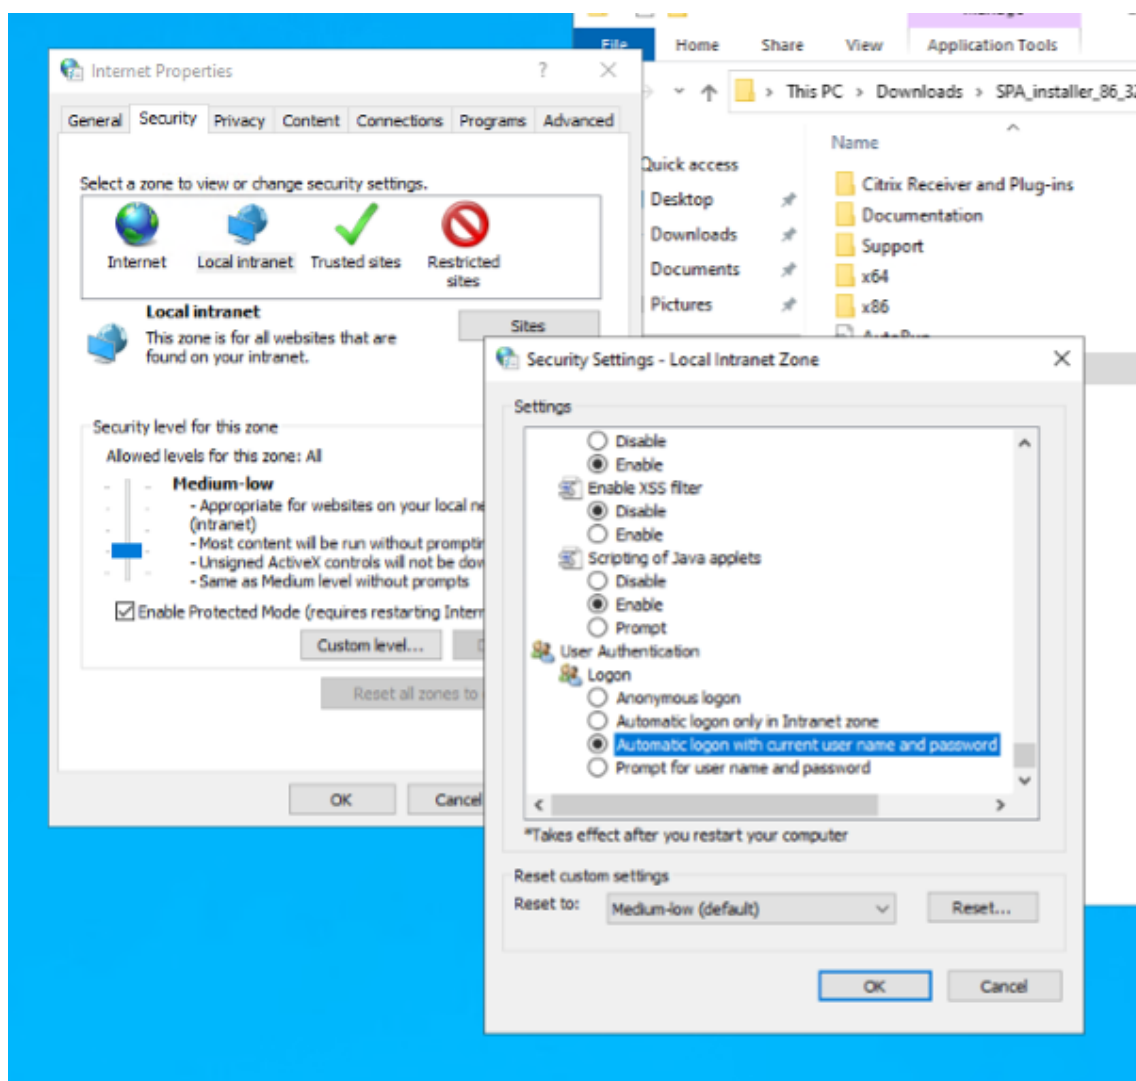 File
Home
Share
View
Application Tools
This PC > Downloads > SPA_installer_86_32
Name
Quick access
Desktop
Downloads
Documents
Pictures
Citrix Receiver and Plug-ins
Documentation
Support
x64
x86
Internet Properties
General
Security
Privacy
Content
Connections
Programs
Advanced
Select a zone to view or change security settings.
Internet
Local intranet
Trusted sites
Restricted
sites
Local intranet
This zone is for all websites that are
found on your intranet.
Sites
Security level for this zone
Allowed levels for this zone: All
Medium-low
- Appropriate for websites on your local ne
(intranet)
- Most content will be run without promptin
- Unsigned ActiveX controls will not be dow
- Same as Medium level without prompts
Enable Protected Mode (requires restarting Intern
Custom level...
Reset all zones to
OK
Cancel
Security Settings - Local Intranet Zone
Settings
Disable
Enable
Enable XSS filter
Disable
Enable
Scripting of Java applets
Disable
Enable
Prompt
User Authentication
Logon
Anonymous logon
Automatic logon only in Intranet zone
Automatic logon with current user name and password
Prompt for user name and password
*Takes effect after you restart your computer
Reset custom settings
Reset to:
Medium-low (default)
Reset...
OK
Cancel